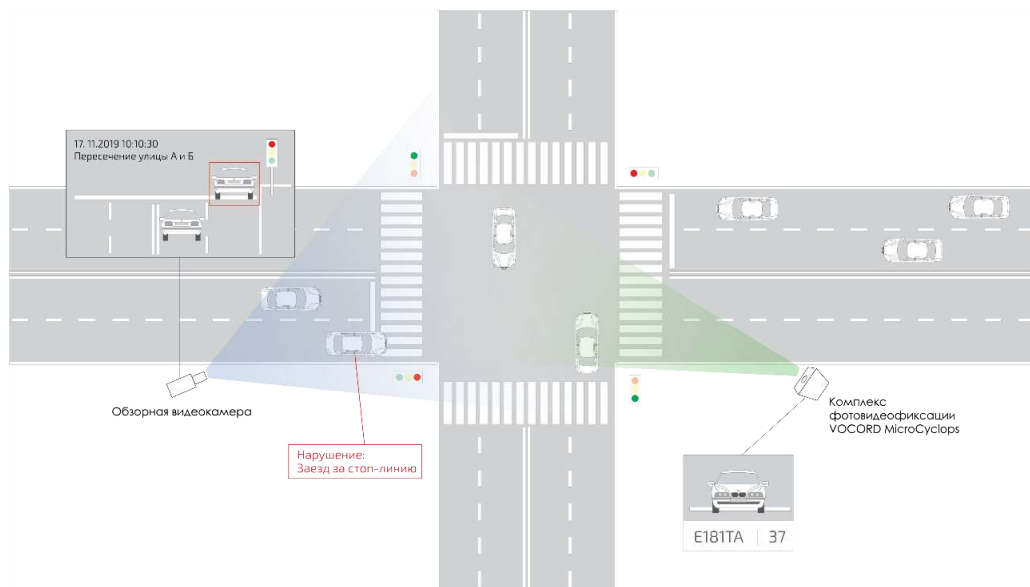 17. 11.2019 10:10:30
Пересечение улицы А и Б
Обзорная видеокамера
Нарушение:
Заезд за стоп-линию
Комплекс
фотовидеофиксации
VOCORD MicroCyclops
E181TA | 37